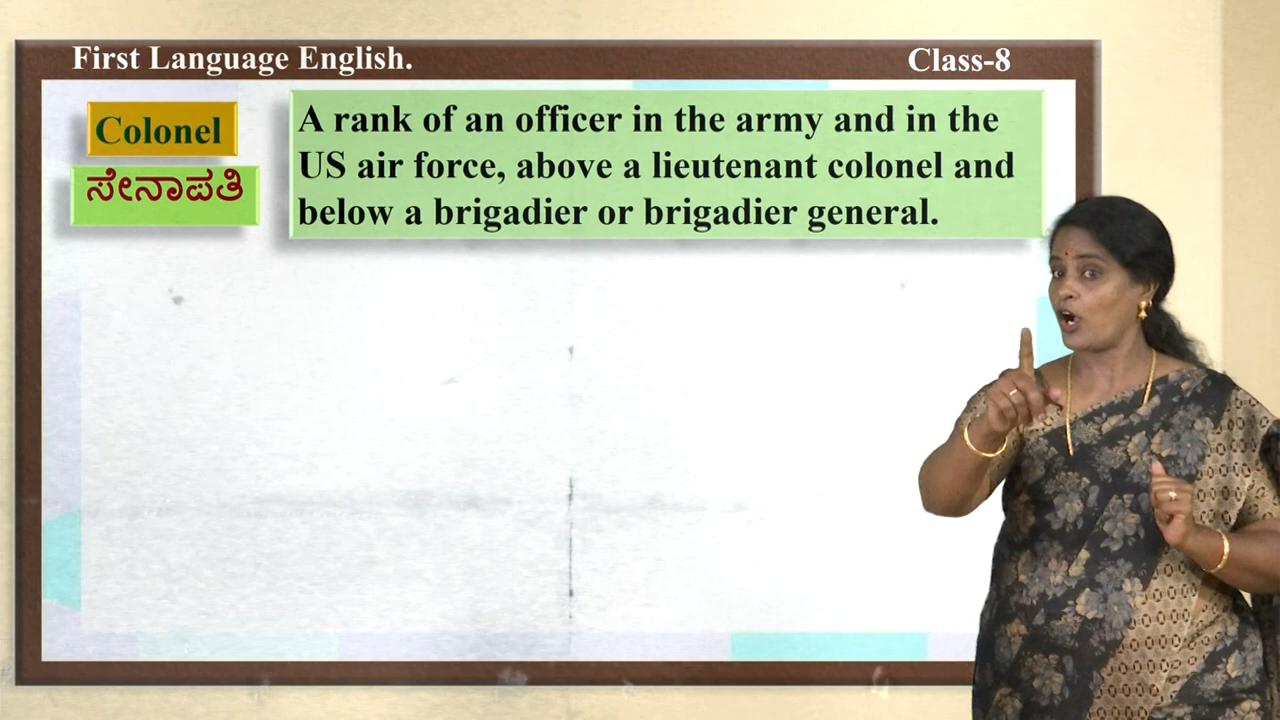 First Language English.
Class-8
Colonel
ಸೇನಾಪತಿ
A rank of an officer in the army and in the
US air force, above a lieutenant colonel and
below a brigadier or brigadier general.